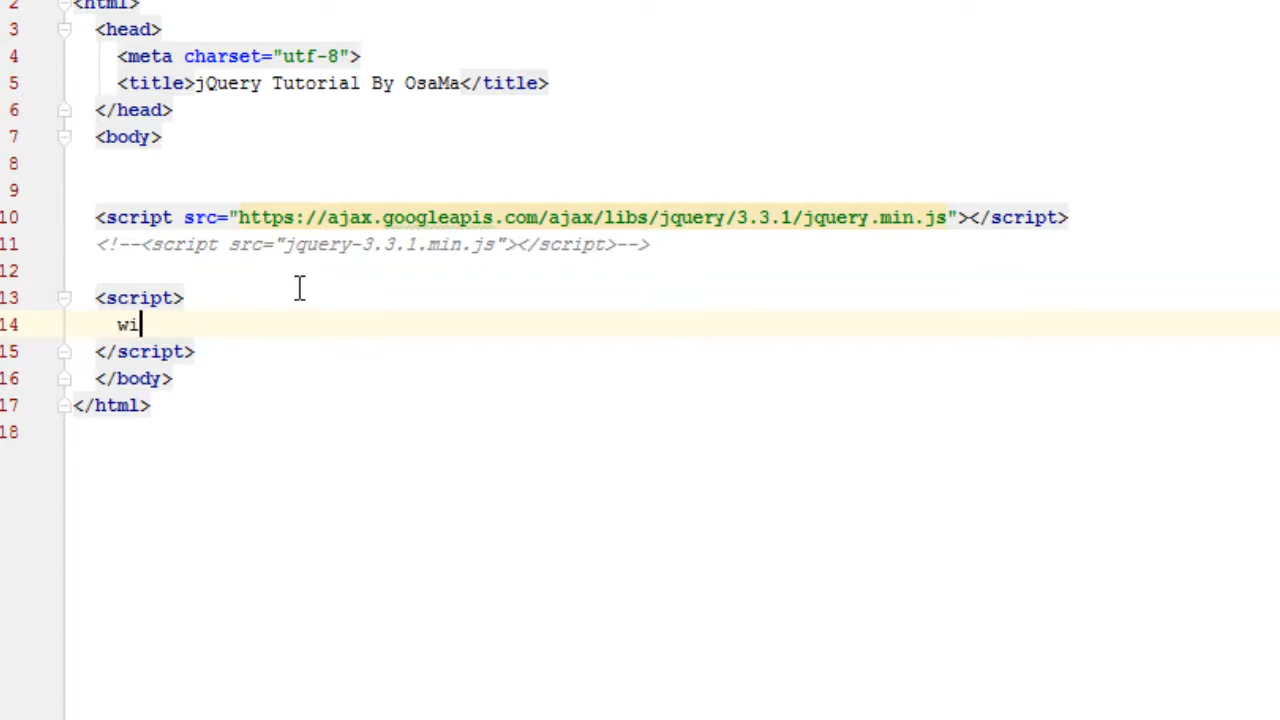 2 <html>
3 <head>
4 <meta charset="utf-8">
5 <title>jQuery Tutorial By OsaMa</title>
6 </head>
7 <body>
8
9
10 <script src="https://ajax.googleapis.com/ajax/libs/jquery/3.3.1/jquery.min.js"></script>
11 <!--<script src="jquery-3.3.1.min.js"></script>-->
12
13 <script>
14 wi
15 </script>
16 </body>
17 </html>
18